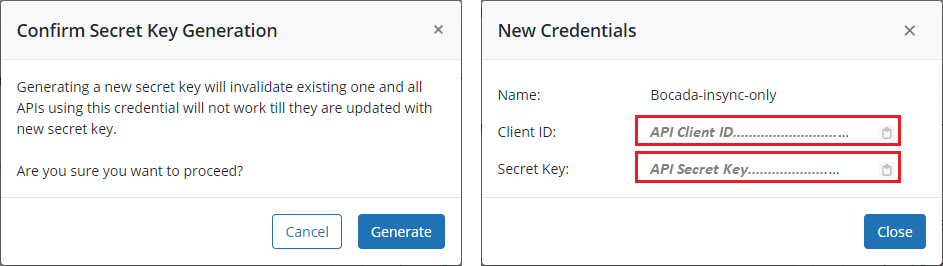 Confirm Secret Key Generation ×
Generating a new secret key will invalidate existing one and all
APIs using this credential will not work till they are updated with
new secret key.
Are you sure you want to proceed?
Cancel Generate
New Credentials ×
Name: Bocada-insync-only
Client ID: API Client ID............................
Secret Key: API Secret Key.......................
Close